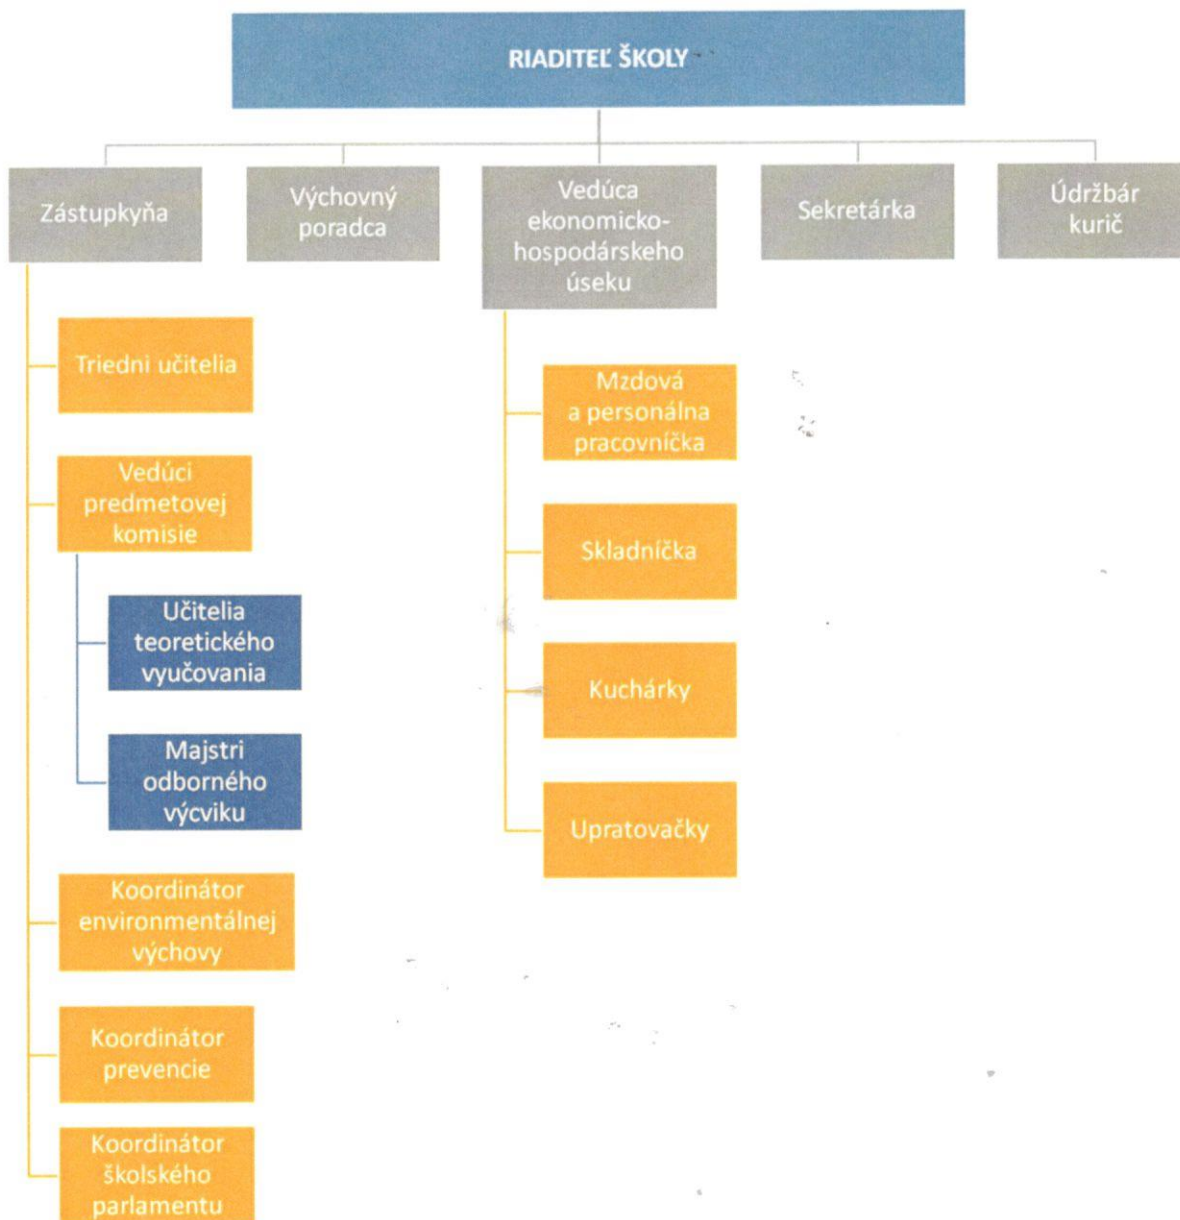 RIADITEĽ ŠKOLY
Zástupkyňa
Výchovný
poradca
Vedúca
ekonomicko-
hospodárskeho
úseku
Sekretárka
Údržbár
kurič
Triedni učitelia
Vedúci
predmetovej
komisie
Učitelia
teoretického
vyučovania
Majstri
odborného
výcviku
Koordinátor
environmentálnej
výchovy
Koordinátor
prevencie
Koordinátor
školského
parlamentu
Mzdová
a personálna
pracovníčka
Skladníčka
Kuchárky
Upratovačky